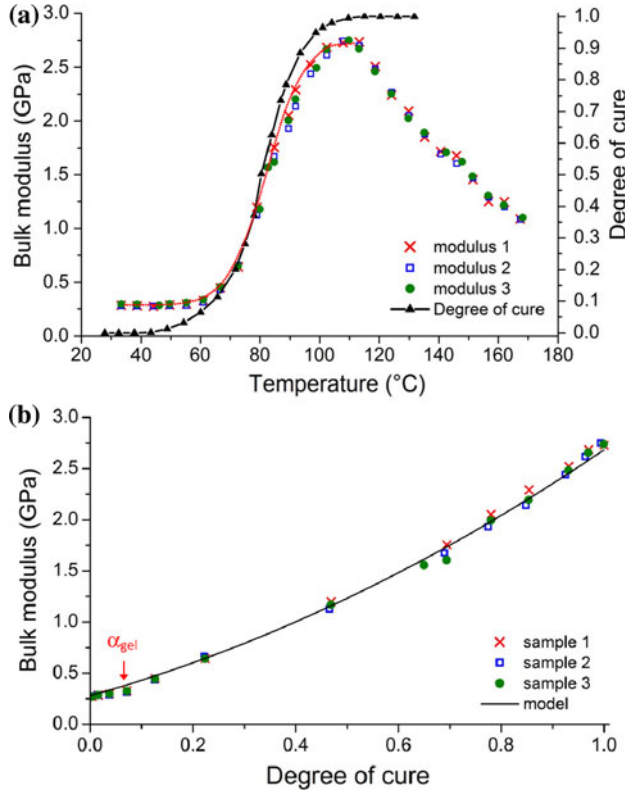 (a)
3.0
2.5
2.0
1.5
1.0
0.5
0.0
Bulk modulus (GPa)
1.0
0.9
0.8
0.7
0.6
0.5
0.4
0.3
0.2
0.1
0.0
Degree of cure
modulus 1
modulus 2
modulus 3
Degree of cure
20 40 60 80 100 120 140 160 180
Temperature (°C)
(b)
3.0
2.5
2.0
1.5
1.0
0.5
0.0
Bulk modulus (GPa)
αgel
sample 1
sample 2
sample 3
model
0.0 0.2 0.4 0.6 0.8 1.0
Degree of cure